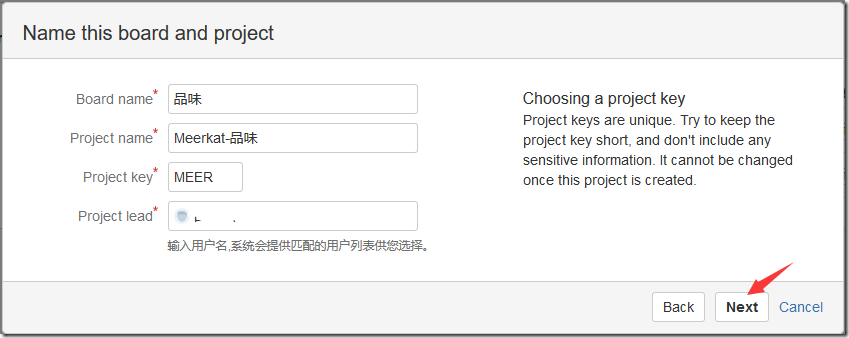 Name this board and project
Board name*
品味
Project name*
Meerkat-品味
Project key*
MEER
Project lead*
输入用户名,系统会提供匹配的用户列表供您选择。
Choosing a project key
Project keys are unique. Try to keep the
project key short, and don't include any
sensitive information. It cannot be changed
once this project is created.
Back
Next
Cancel